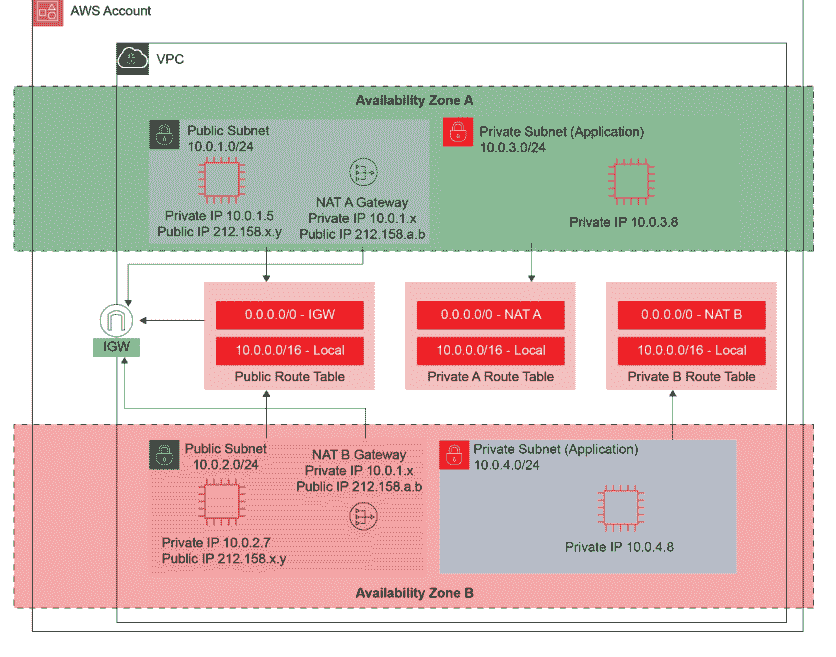 AWS Account
VPC
Availability Zone A
Public Subnet
10.0.1.0/24
Private IP 10.0.1.5
Public IP 212.158.x.y
NAT A Gateway
Private IP 10.0.1.x
Public IP 212.158.a.b
Private Subnet (Application)
10.0.3.0/24
Private IP 10.0.3.8
IGW
0.0.0.0/0 - IGW
10.0.0.0/16 - Local
Public Route Table
0.0.0.0/0 - NAT A
10.0.0.0/16 - Local
Private A Route Table
0.0.0.0/0 - NAT B
10.0.0.0/16 - Local
Private B Route Table
Public Subnet
10.0.2.0/24
Private IP 10.0.2.7
Public IP 212.158.x.y
NAT B Gateway
Private IP 10.0.1.x
Public IP 212.158.a.b
Private Subnet (Application)
10.0.4.0/24
Private IP 10.0.4.8
Availability Zone B